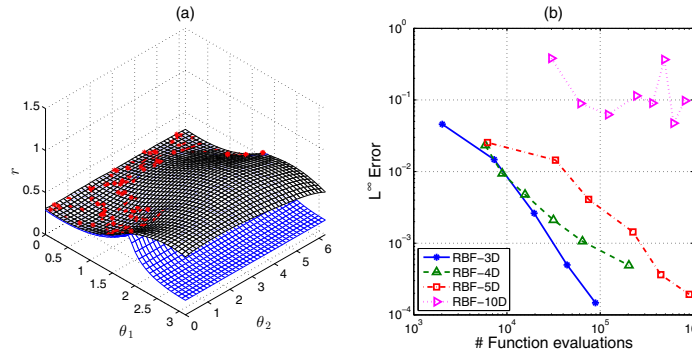 (a)
1.5
1
0.5
0
r
0
0.5
1
1.5
2
2.5
3
θ1
0
1
2
3
4
5
6
θ2
(b)
10^0
10^−1
10^−2
10^−3
10^−4
L^∞ Error
RBF−3D
RBF−4D
RBF−5D
RBF−10D
10^3
10^4
10^5
# Function evaluations